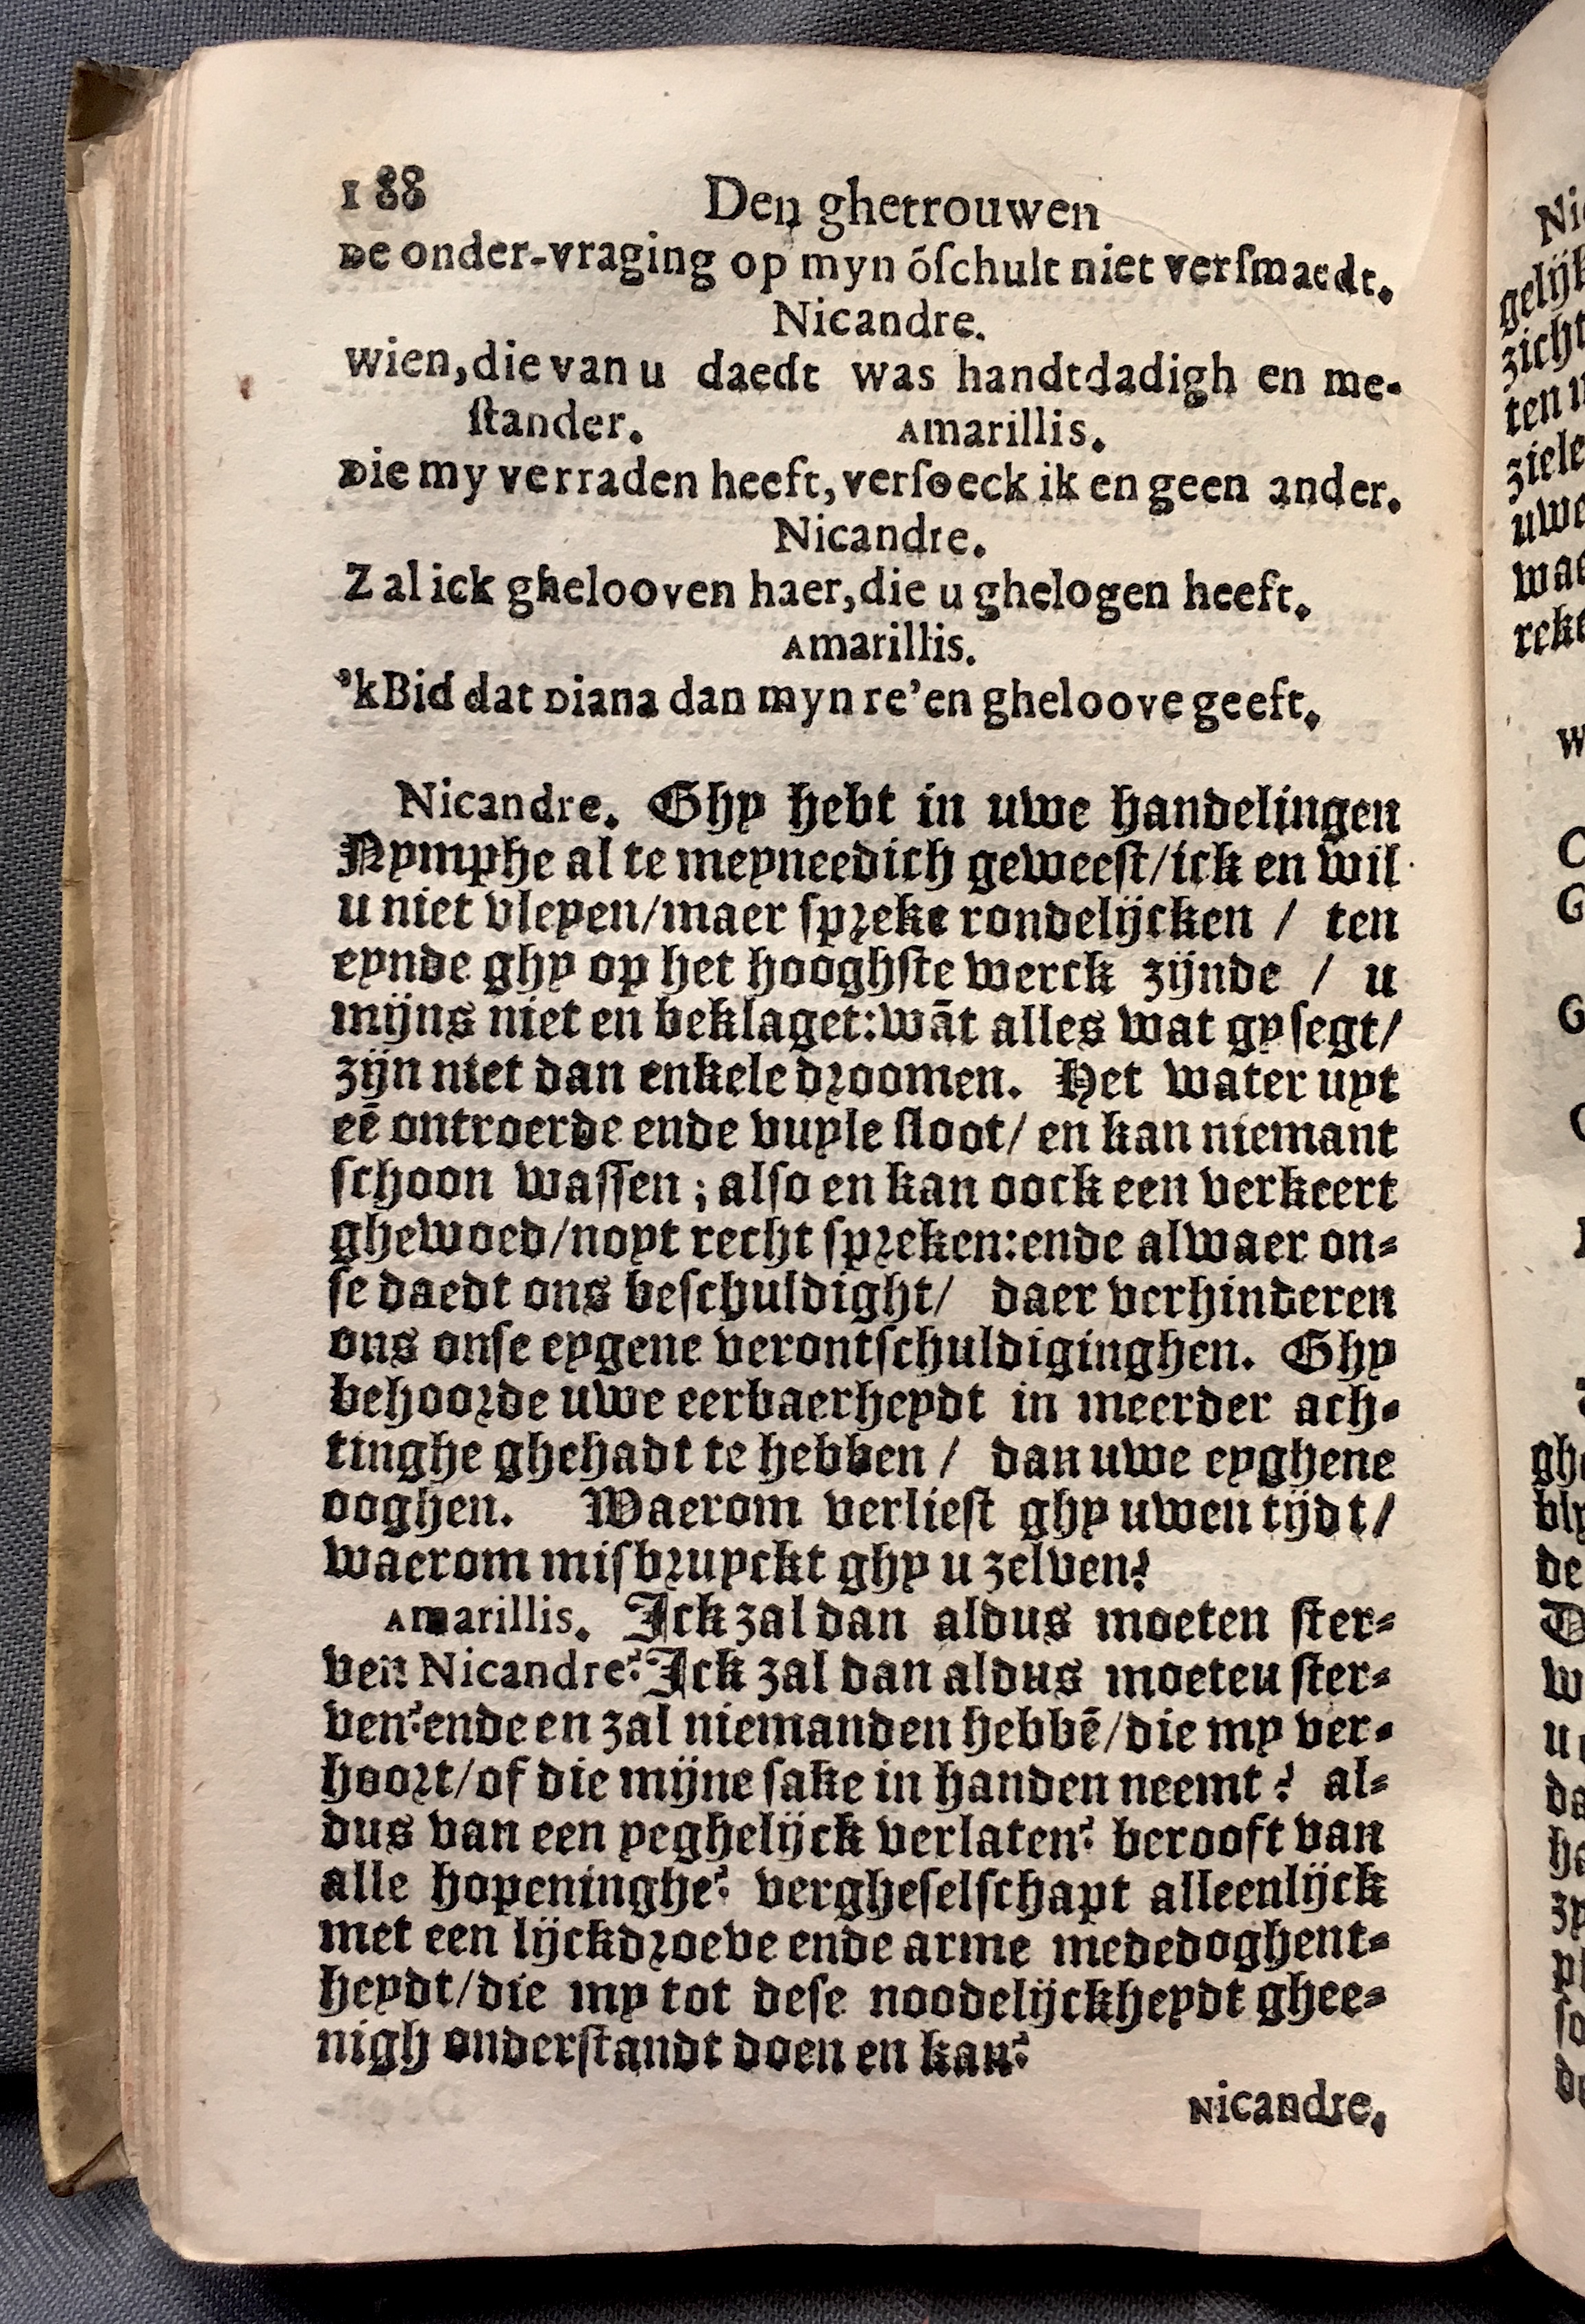 188 Den ghetrouwen
De onder-vraging op myn õſchult niet verſmaedt.
Nicandre.
Wien, die van u daedt was handtdadigh en me-
ſtander. Amarillis.
Die my verraden heeft, verſoeck ik en geen ander.
Nicandre.
Zal ick ghelooven haer, die u ghelogen heeft.
Amarillis.
’kBid dat Diana dan myn re’en gheloove geeft.
Nicandre. Ghy hebt in uwe handelingen
Nymphe al te meyneedich geweeſt/ick en wil
u niet vleyen/maer ſpreke rondelijcken / ten
eynde ghy op het hooghſte werck zijnde / u
mijns niet en beklaget: wāt alles wat gy ſegt/
zijn niet dan enkele droomen. Het water uyt
eē ontroerde ende vuyle ſloot/ en kan niemant
ſchoon waſſen; alſo en kan oock een verkeert
ghewoed/noyt recht ſpreken: ende alwaer on-
ſe daedt ons beſchuldight/ daer verhinderen
ons onſe eygene verontſchuldiginghen. Ghy
behoorde uwe eerbaerheydt in meerder ach-
tinghe ghehadt te hebben / dan uwe eyghene
ooghen. Waerom verlieſt ghy uwen tijdt/
waerom miſbruyckt ghy u zelven?
Amarillis. Ick zal dan aldus moeten ſter-
ven Nicandre? Ick zal dan aldus moeteu ſter-
ven? ende en zal niemanden hebbē/die my ver-
hoort/of die mijne ſake in handen neemt? al-
dus van een yeghelijck verlaten? berooft van
alle hopeninghe? vergheſelſchapt alleenlijck
met een lijckdroeve ende arme mededoghent-
heydt/die my tot deſe noodelijckheydt ghee-
nigh onderſtandt doen en kan?
Nicandre.